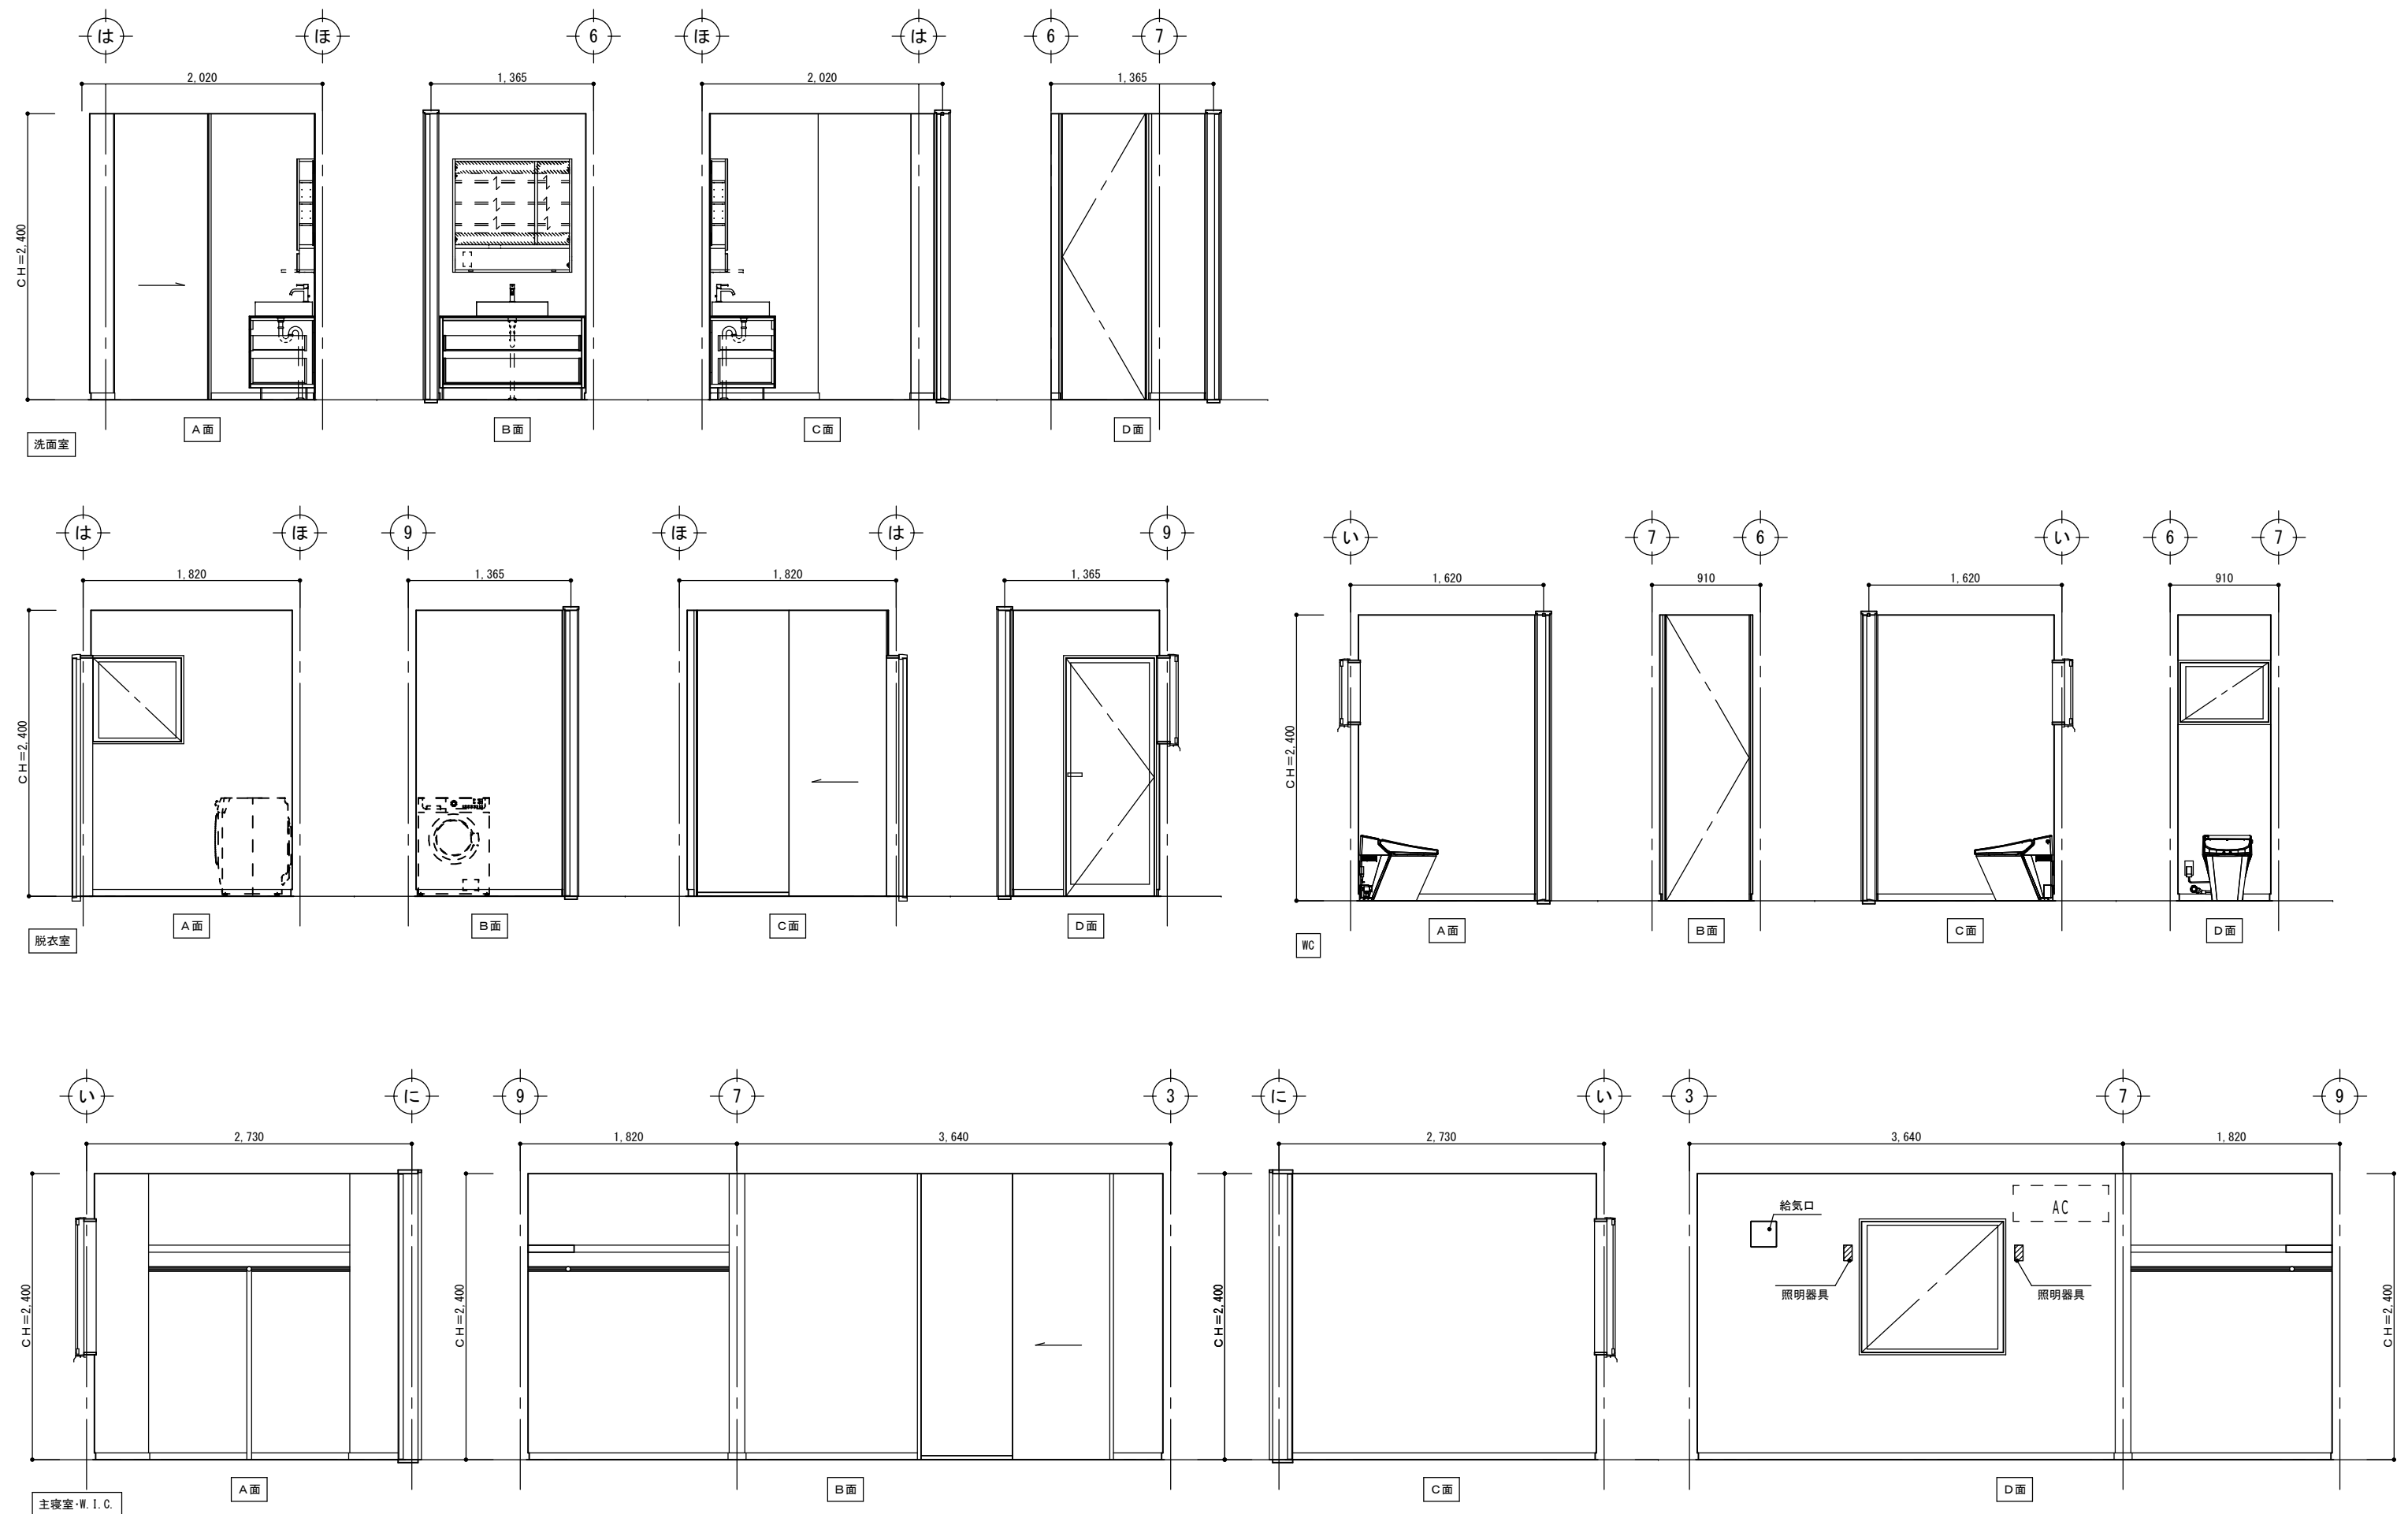 は ほ 6 ほ は 6 7
2,020 1,365 2,020 1,365
CH=2,400
A面 B面 C面 D面
洗面室
は ほ 9 ほ は 9
1,820 1,365 1,820 1,365
CH=2,400
A面 B面 C面 D面
脱衣室
い 7 6 い 6 7
1,620 910 1,620 910
CH=2,400
A面 B面 C面 D面
WC
い に 9 7 3 に い 3 7 9
2,730 1,820 3,640 2,730 3,640 1,820
CH=2,400 CH=2,400 CH=2,400 CH=2,400
給気口
AC
照明器具 照明器具
A面 B面 C面 D面
主寝室・W.I.C.